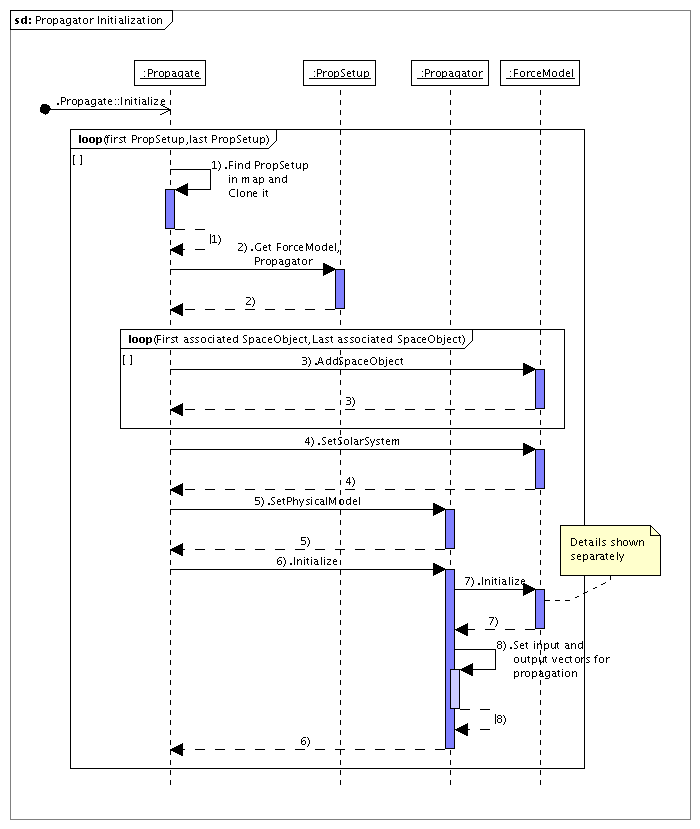 sd: Propagator Initialization
:Propagate
:PropSetup
:Propagator
:ForceModel
.Propagate::Initialize
loop(first PropSetup,last PropSetup)
[ ]
1).Find PropSetup
in map and
Clone it
1)
2).Get ForceModel,
Propagator
2)
loop(First associated SpaceObject,Last associated SpaceObject)
[ ]
3).AddSpaceObject
3)
4).SetSolarSystem
4)
5).SetPhysicalModel
5)
Details shown
separately
6).Initialize
7).Initialize
7)
8).Set input and
output vectors for
propagation
8)
6)